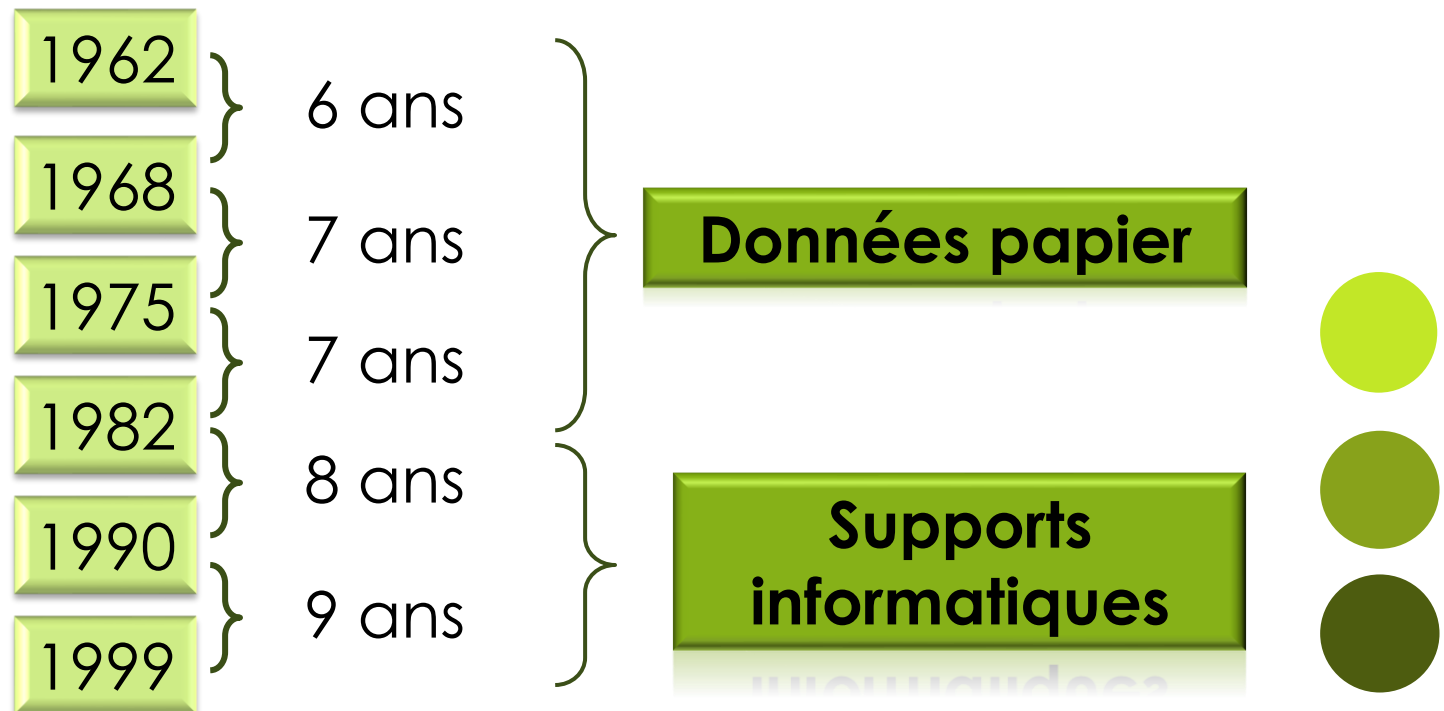 1962
6 ans
1968
7 ans
Données papier
1975
7 ans
1982
8 ans
Supports
informatiques
1990
9 ans
1999